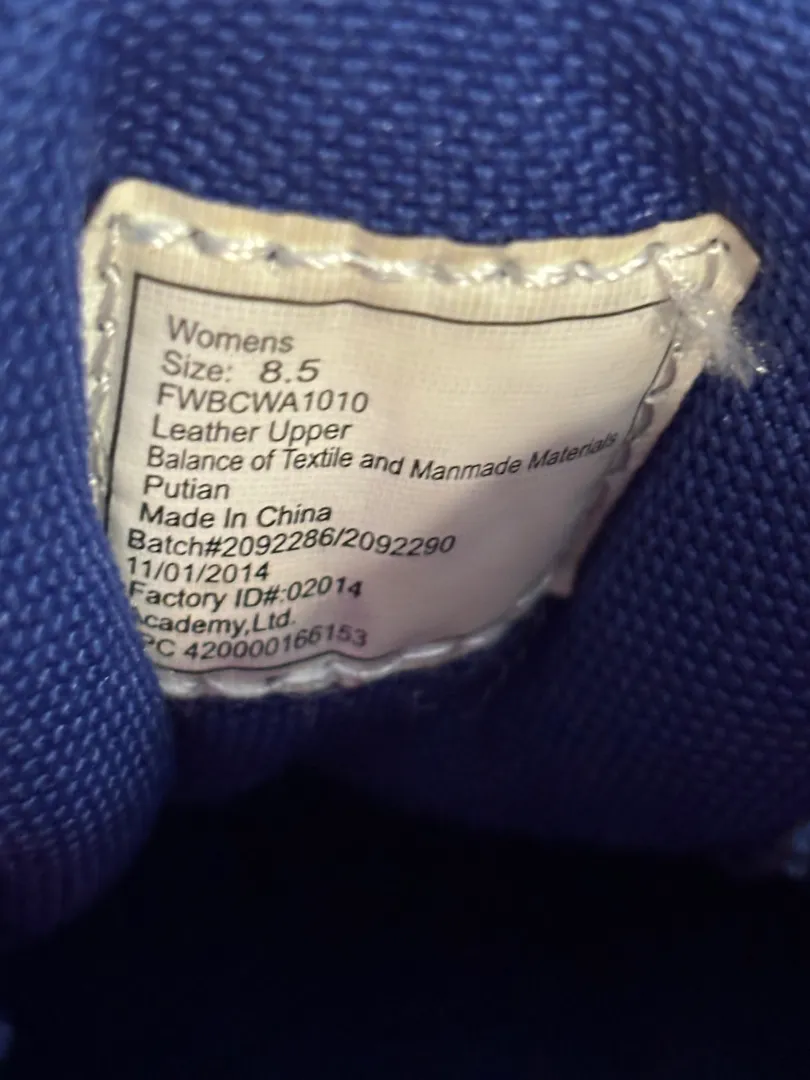 Womens
Size: 8.5
FWBCWA1010
Leather Upper
Balance of Textile and Manmade Materials
Putian
Made In China
Batch#2092286/2092290
11/01/2014
Factory ID#:02014
cademy,Ltd.
PC 420000166153